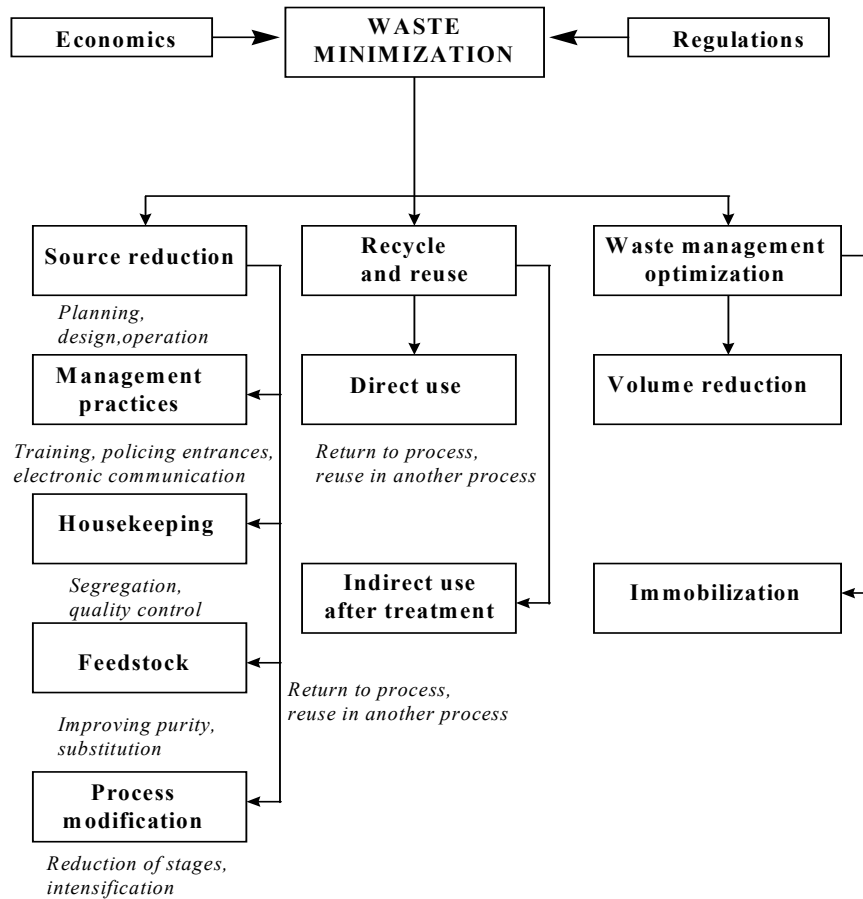 Economics
WASTE
MINIMIZATION
Regulations
Source reduction
Planning,
design,operation
Management
practices
Training, policing entrances,
electronic communication
Housekeeping
Segregation,
quality control
Feedstock
Improving purity,
substitution
Process
modification
Reduction of stages,
intensification
Recycle
and reuse
Direct use
Return to process,
reuse in another process
Indirect use
after treatment
Return to process,
reuse in another process
Waste management
optimization
Volume reduction
Immobilization